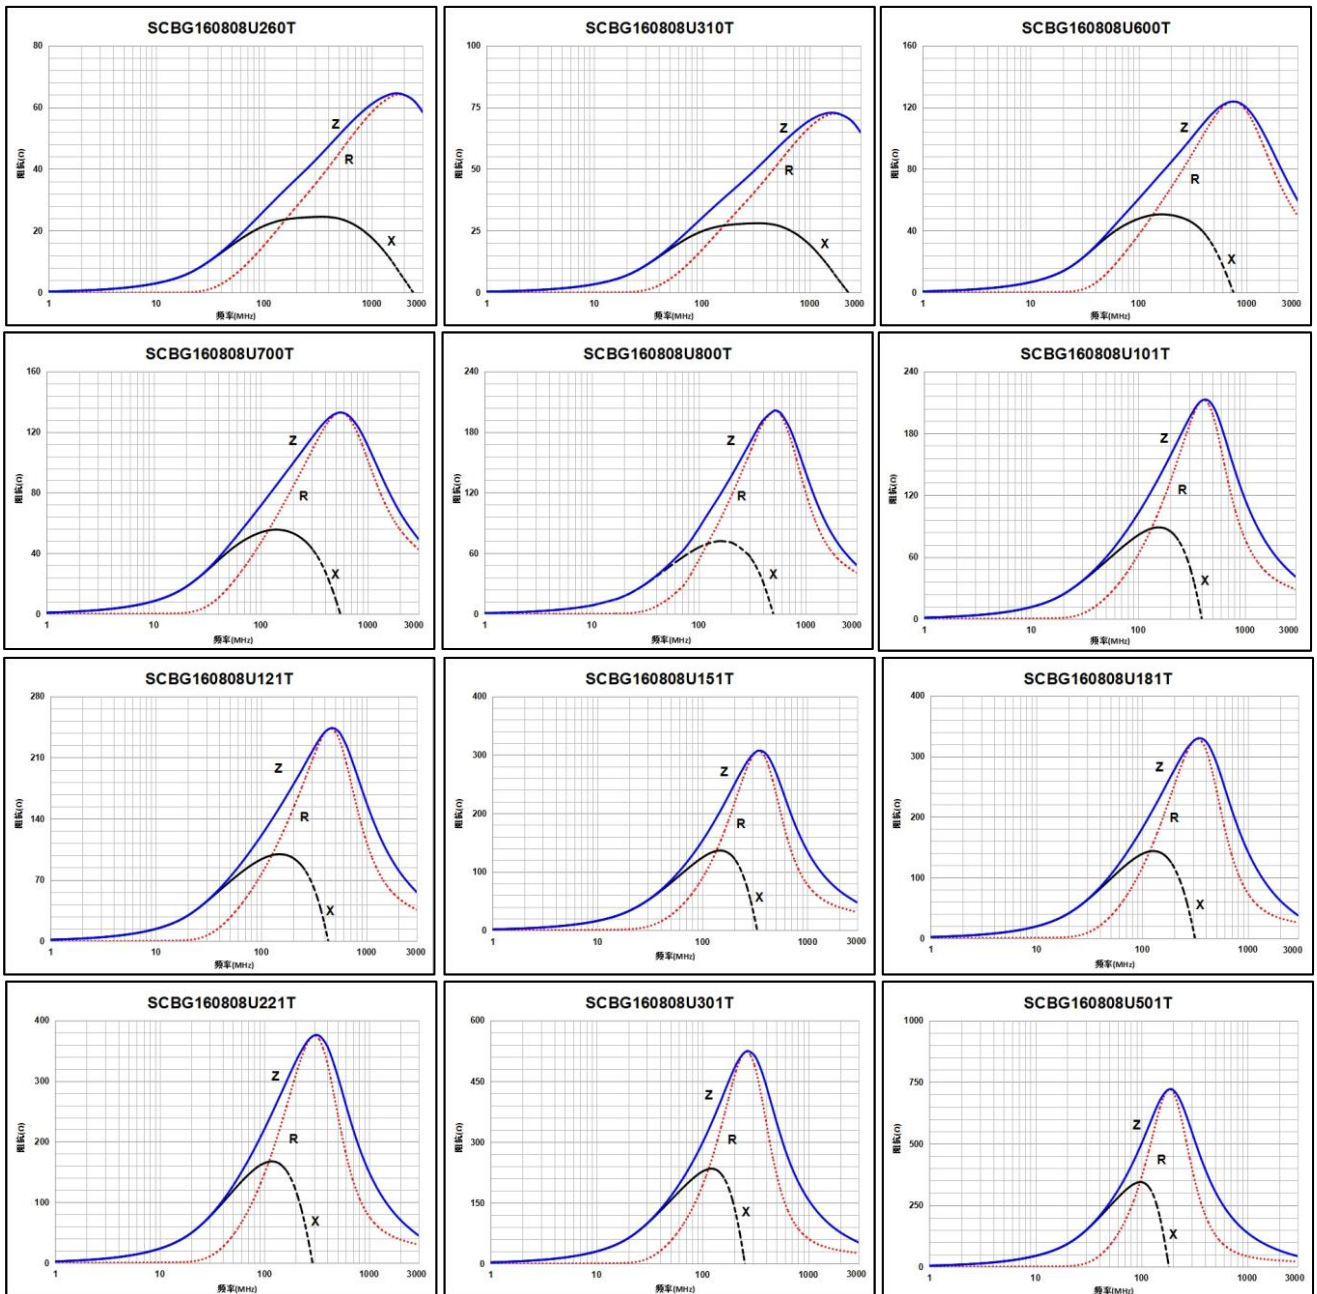 SCBG160808U260T
80
60
40
20
0
阻抗(Ω)
Z
R
X
1 10 100 1000 3000
频率(MHz)
SCBG160808U310T
100
75
50
25
0
阻抗(Ω)
Z
R
X
1 10 100 1000 3000
频率(MHz)
SCBG160808U600T
160
120
80
40
0
阻抗(Ω)
Z
R
X
1 10 100 1000 3000
频率(MHz)
SCBG160808U700T
160
120
80
40
0
阻抗(Ω)
Z
R
X
1 10 100 1000 3000
频率(MHz)
SCBG160808U800T
240
180
120
60
0
阻抗(Ω)
Z
R
X
1 10 100 1000 3000
频率(MHz)
SCBG160808U101T
240
180
120
60
0
阻抗(Ω)
Z
R
X
1 10 100 1000 3000
频率(MHz)
SCBG160808U121T
280
210
140
70
0
阻抗(Ω)
Z
R
X
1 10 100 1000 3000
频率(MHz)
SCBG160808U151T
400
300
200
100
0
阻抗(Ω)
Z
R
X
1 10 100 1000 3000
频率(MHz)
SCBG160808U181T
400
300
200
100
0
阻抗(Ω)
Z
R
X
1 10 100 1000 3000
频率(MHz)
SCBG160808U221T
400
300
200
100
0
阻抗(Ω)
Z
R
X
1 10 100 1000 3000
频率(MHz)
SCBG160808U301T
600
450
300
150
0
阻抗(Ω)
Z
R
X
1 10 100 1000 3000
频率(MHz)
SCBG160808U501T
1000
750
500
250
0
阻抗(Ω)
Z
R
X
1 10 100 1000 3000
频率(MHz)